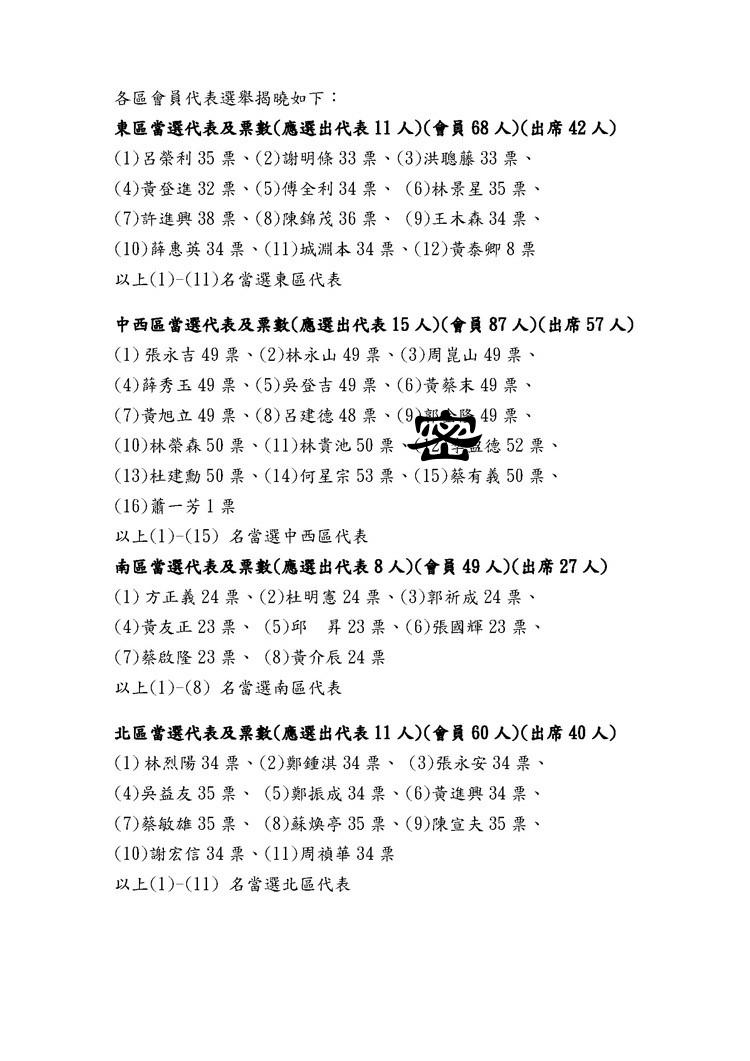 各區會員代表選舉揭曉如下：
東區當選代表及票數(應選出代表 11 人)(會員 68 人)(出席 42 人)
(1)呂榮利 35 票、(2)謝明條 33 票、(3)洪聰藤 33 票、
(4)黃登進 32 票、(5)傅全利 34 票、 (6)林景星 35 票、
(7)許進興 38 票、(8)陳錦茂 36 票、 (9)王木森 34 票、
(10)薛惠英 34 票、(11)城淵本 34 票、(12)黃泰卿 8 票
以上(1)-(11)名當選東區代表
中西區當選代表及票數(應選出代表 15 人)(會員 87 人)(出席 57 人)
(1) 張永吉 49 票、(2)林永山 49 票、(3)周崑山 49 票、
(4)薛秀玉 49 票、(5)吳登吉 49 票、(6)黃蔡末 49 票、
(7)黃旭立 49 票、(8)呂建德 48 票、(9)郭 隆 49 票、
密
(10)林榮森 50 票、(11)林貴池 50 票、(12) 德 52 票、
(13)杜建勳 50 票、(14)何星宗 53 票、(15)蔡有義 50 票、
(16)蕭一芳 1 票
以上(1)-(15) 名當選中西區代表
南區當選代表及票數(應選出代表 8 人)(會員 49 人)(出席 27 人)
(1) 方正義 24 票、(2)杜明憲 24 票、(3)郭祈成 24 票、
(4)黃友正 23 票、 (5)邱　昇 23 票、(6)張國輝 23 票、
(7)蔡啟隆 23 票、 (8)黃介辰 24 票
以上(1)-(8) 名當選南區代表
北區當選代表及票數(應選出代表 11 人)(會員 60 人)(出席 40 人)
(1) 林烈陽 34 票、(2)鄭鍾淇 34 票、 (3)張永安 34 票、
(4)吳益友 35 票、 (5)鄭振成 34 票、(6)黃進興 34 票、
(7)蔡敏雄 35 票、 (8)蘇煥亭 35 票、(9)陳宣夫 35 票、
(10)謝宏信 34 票、(11)周禎華 34 票
以上(1)-(11) 名當選北區代表